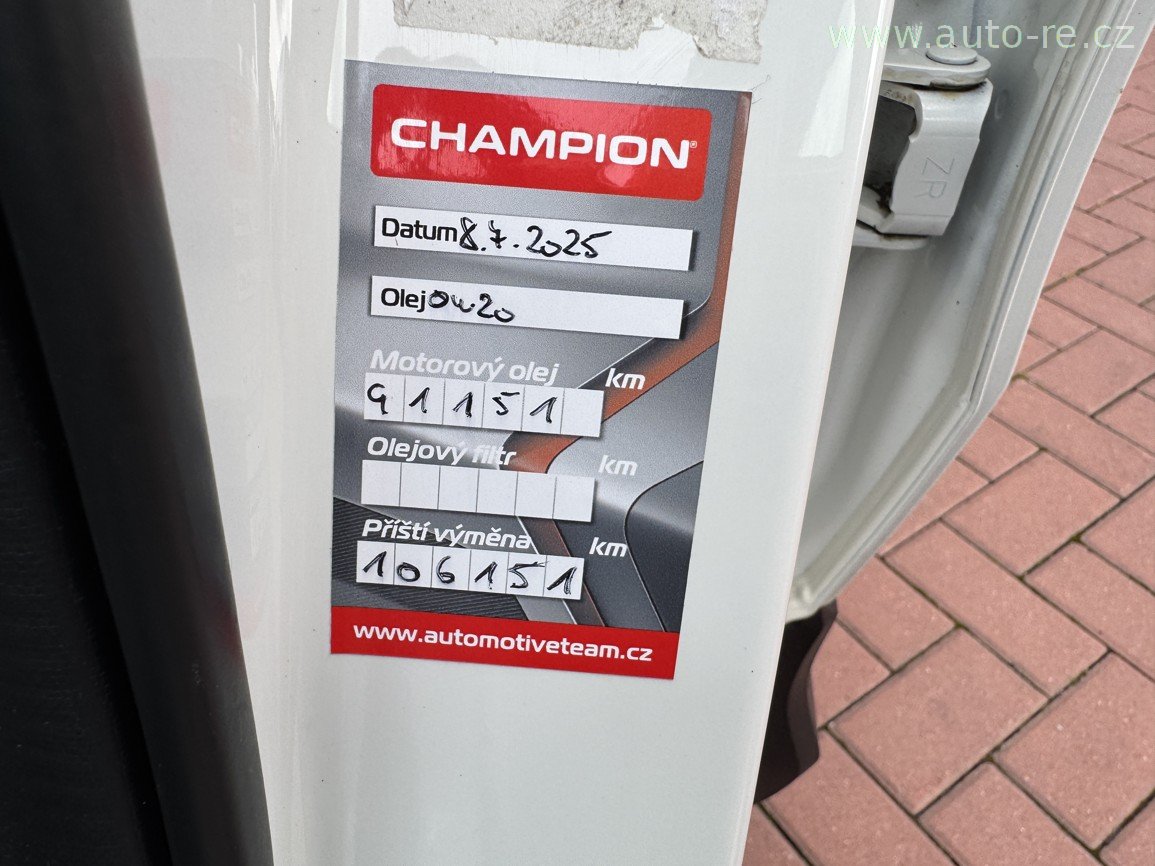 www.auto-re.cz
CHAMPION®
Datum 8.7.2025
Olej 0w20
Motorový olej km
91151
Olejový filtr km
Příští výměna km
106151
www.automotiveteam.cz
ZR